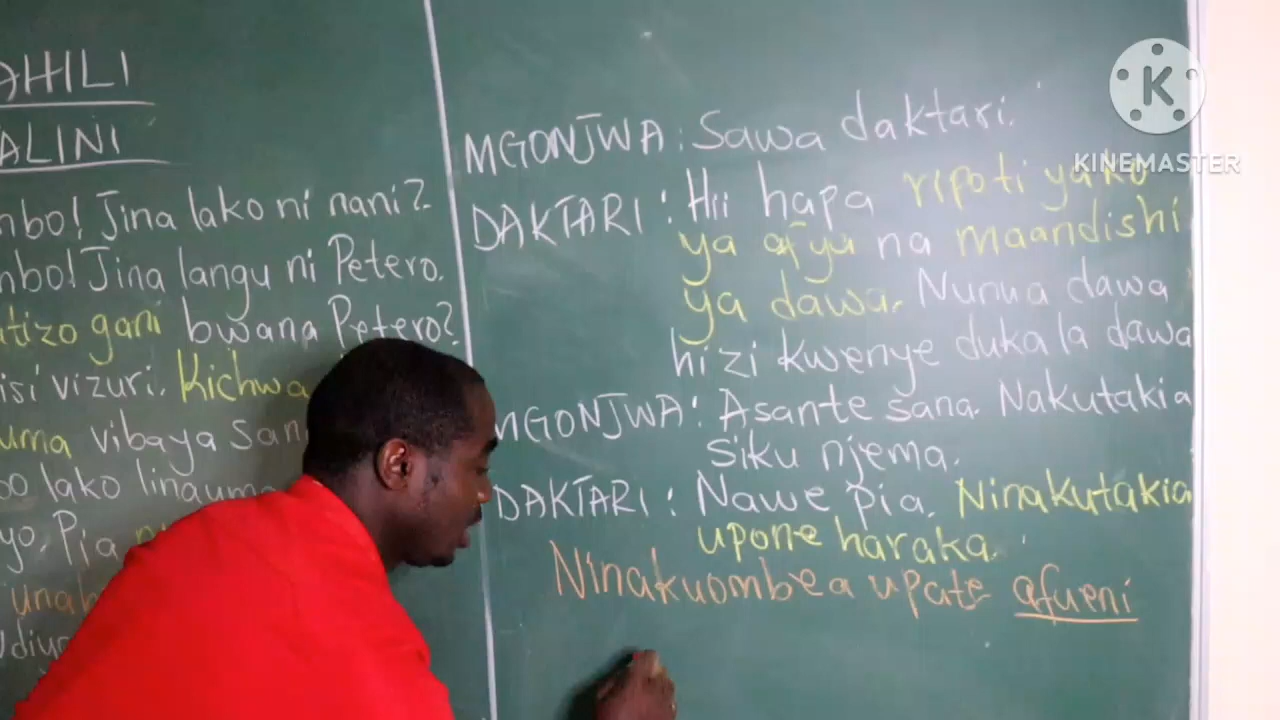 AHILI
ALINI
mbo! Jina lako ni nani?
mbo! Jina langu ni Petero.
tizo gani bwana Petero?
isi vizuri. Kichwa
uma vibaya san
bo lako linauma
yo. Pia
unah
MGONJWA: Sawa daktari.
DAKTARI: Hii hapa ripoti yako
ya afya na maandishi
ya dawa. Nunua dawa
hizi kwenye duka la dawa
MGONJWA: Asante sana. Nakutakia
siku njema.
DAKTARI: Nawe pia. Ninakutakia
upone haraka.
Ninakuombea upate afueni
K
KINEMASTER